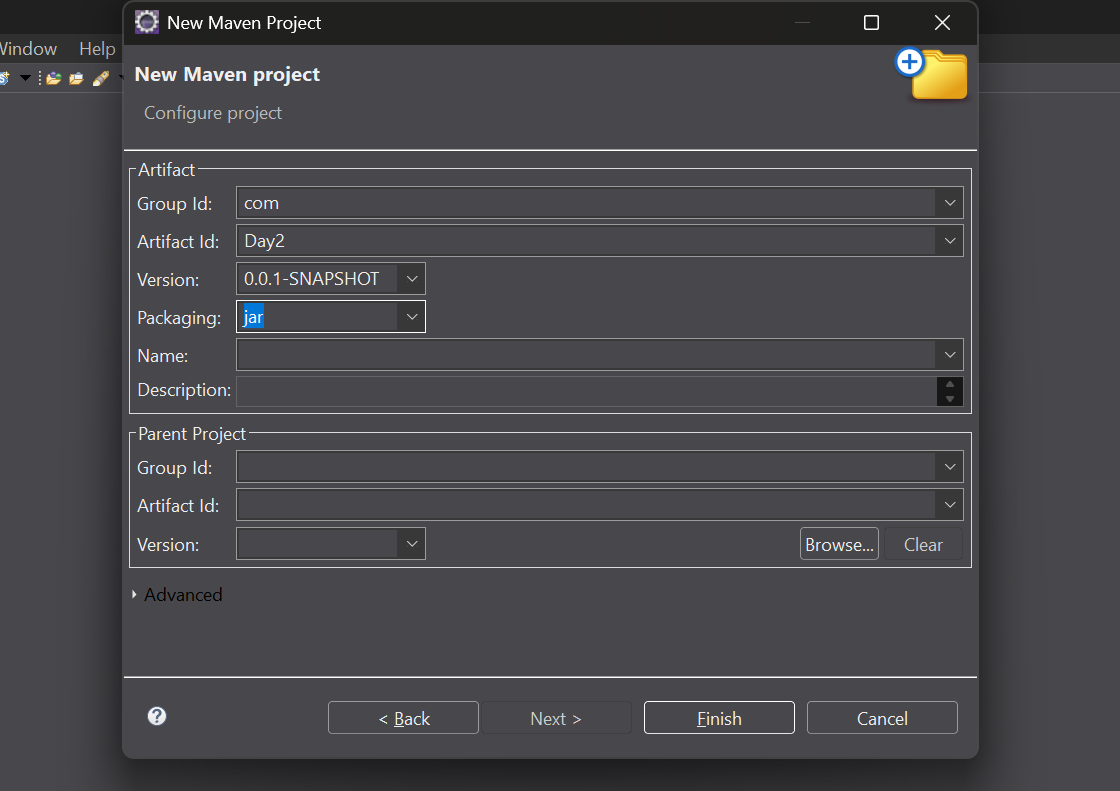 New Maven Project
Window Help
New Maven project
Configure project
Artifact
Group Id: com
Artifact Id: Day2
Version: 0.0.1-SNAPSHOT
Packaging: jar
Name:
Description:
Parent Project
Group Id:
Artifact Id:
Version:
Browse... Clear
Advanced
< Back Next > Finish Cancel